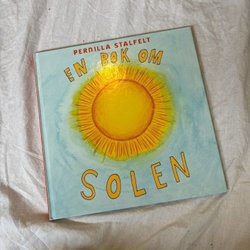 PERNILLA STALFELT
EN BOK OM
SOLEN